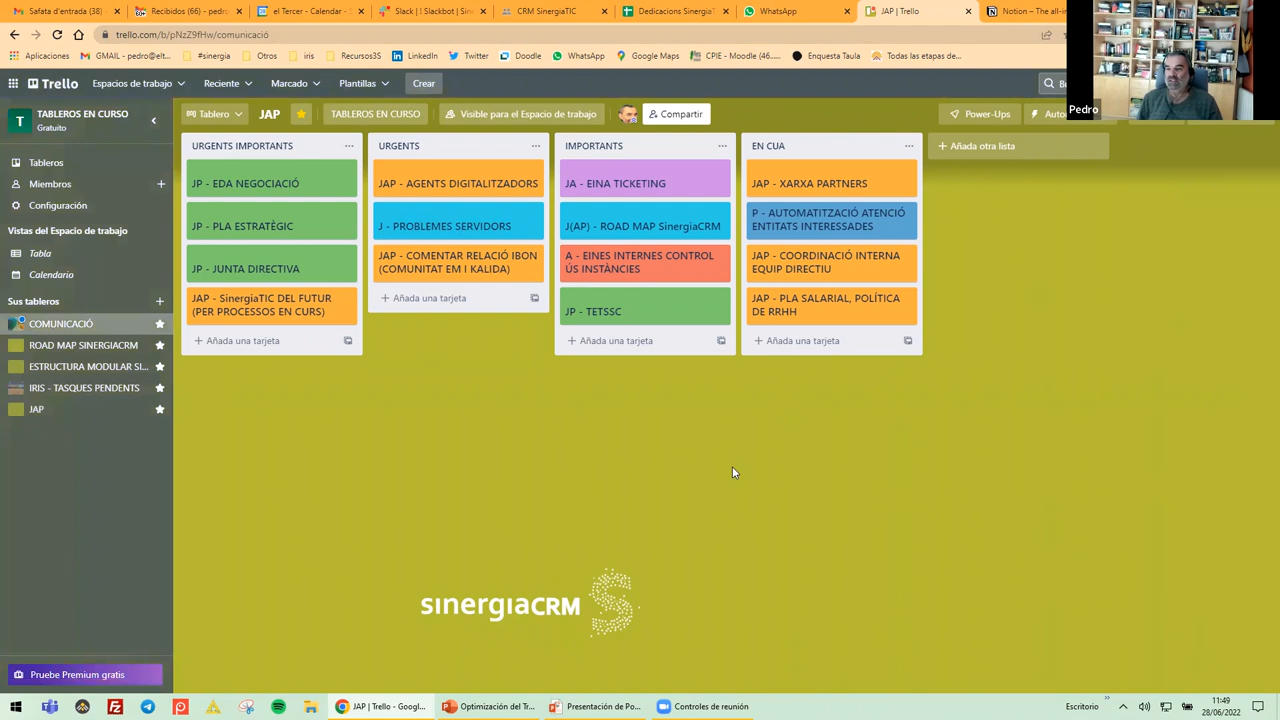 Safata d'entrada (38)
Recibidos (66) - pedro
el Tercer - Calendar - S
Slack | Slackbot | Sin
CRM SinergiaTIC
Dedicacions SinergiaT
WhatsApp
JAP | Trello
Notion – The all-in
trello.com/b/pNzZ9fHw/comunicació
Aplicaciones
GMAIL - pedro@elt...
#sinergia
Otros
iris
Recursos3S
LinkedIn
Twitter
Doodle
WhatsApp
Google Maps
CPIE - Moodle (46....
Enquesta Taula
Todas las etapas de...
Pedro
Trello
Espacios de trabajo
Reciente
Marcado
Plantillas
Crear
T
TABLEROS EN CURSO
Gratuito
Tablero
JAP
TABLEROS EN CURSO
Visible para el Espacio de trabajo
Compartir
Power-Ups
Tableros
Miembros
Configuración
Vistas del Espacio de trabajo
Tabla
Calendario
Sus tableros
COMUNICACIÓ
ROAD MAP SINERGIACRM
ESTRUCTURA MODULAR SI...
IRIS - TASQUES PENDENTS
JAP
Pruebe Premium gratis
URGENTS IMPORTANTS
JP - EDA NEGOCIACIÓ
JP - PLA ESTRATÈGIC
JP - JUNTA DIRECTIVA
JAP - SinergiaTIC DEL FUTUR
(PER PROCESSOS EN CURS)
Añada una tarjeta
URGENTS
JAP - AGENTS DIGITALITZADORS
J - PROBLEMES SERVIDORS
JAP - COMENTAR RELACIÓ IBON
(COMUNITAT EM I KALIDA)
Añada una tarjeta
IMPORTANTS
JA - EINA TICKETING
J(AP) - ROAD MAP SinergiaCRM
A - EINES INTERNES CONTROL
ÚS INSTÀNCIES
JP - TETSSC
Añada una tarjeta
EN CUA
JAP - XARXA PARTNERS
P - AUTOMATITZACIÓ ATENCIÓ
ENTITATS INTERESSADES
JAP - COORDINACIÓ INTERNA
EQUIP DIRECTIU
JAP - PLA SALARIAL, POLÍTICA
DE RRHH
Añada una tarjeta
Añada otra lista
sinergiaCRM
JAP | Trello - Googl...
Optimización del Tr...
Presentación de Po...
Controles de reunión
Escritorio
11:49
28/06/2022